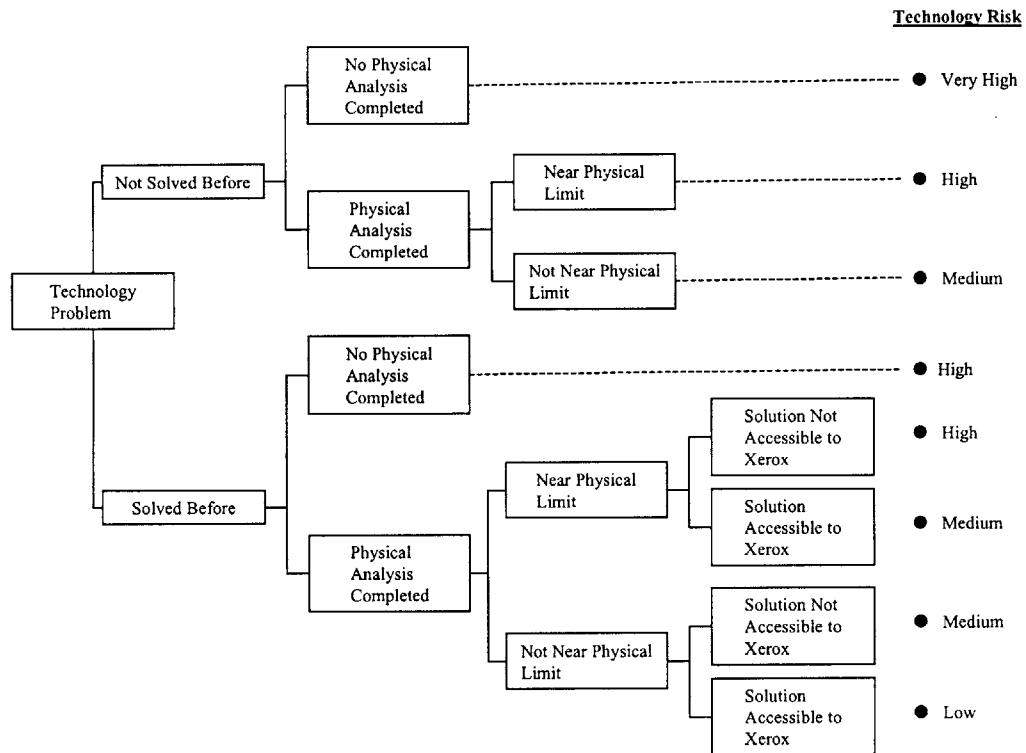 Technology Risk
No Physical
Analysis
Completed
Very High
Not Solved Before
Near Physical
Limit
High
Physical
Analysis
Completed
Not Near Physical
Limit
Medium
Technology
Problem
No Physical
Analysis
Completed
High
Solution Not
Accessible to
Xerox
High
Near Physical
Limit
Solved Before
Solution
Accessible to
Xerox
Medium
Physical
Analysis
Completed
Solution Not
Accessible to
Xerox
Medium
Not Near Physical
Limit
Solution
Accessible to
Xerox
Low